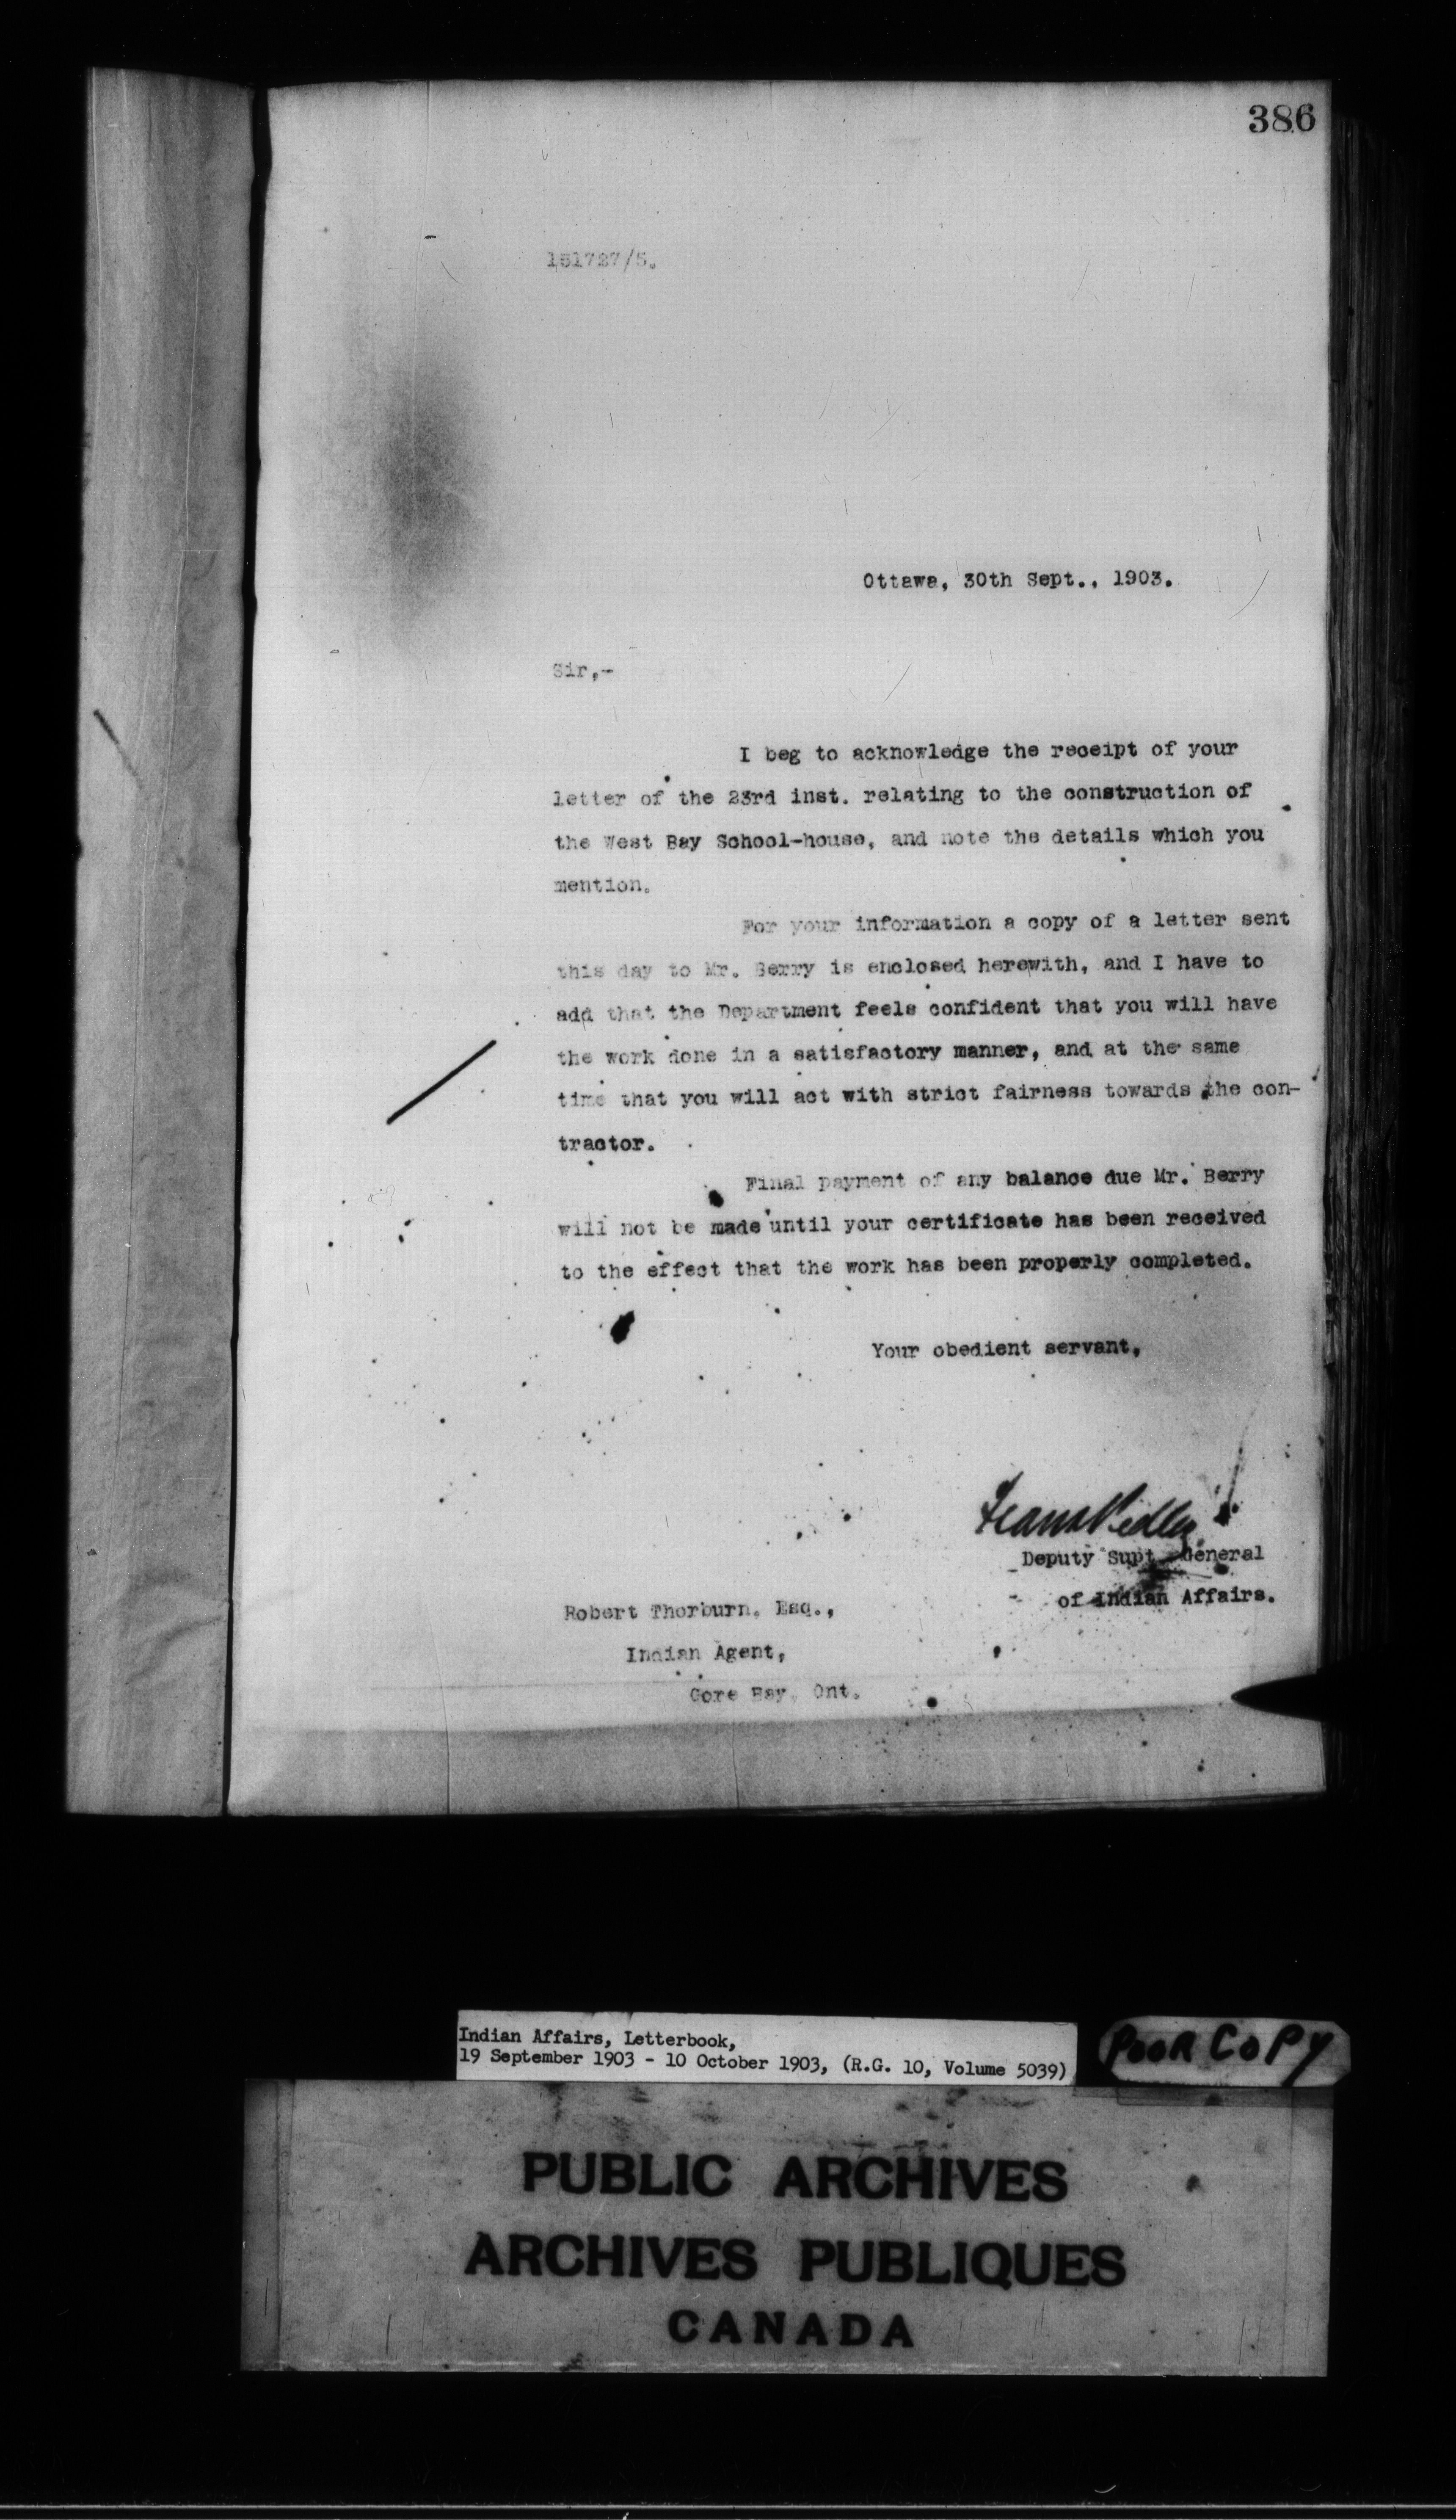 386
151727/5.
Ottawa, 30th Sept., 1903.
Sir,-
I beg to acknowledge the receipt of your
letter of the 23rd inst. relating to the construction of
the West Bay School-house, and note the details which you
mention.
For your information a copy of a letter sent
this day to Mr. Berry is enclosed herewith, and I have to
add that the Department feels confident that you will have
the work done in a satisfactory manner, and at the same
time that you will act with strict fairness towards the con-
tractor.
Final payment of any balance due Mr. Berry
will not be made until your certificate has been received
to the effect that the work has been properly completed.
Your obedient servant,
Frank Pedley
Deputy Supt. General
of Indian Affairs.
Robert Thorburn, Esq.,
Indian Agent,
Gore Bay, Ont.
Indian Affairs, Letterbook,
19 September 1903 - 10 October 1903, (R.G. 10, Volume 5039)
POOR COPY
PUBLIC ARCHIVES
ARCHIVES PUBLIQUES
CANADA